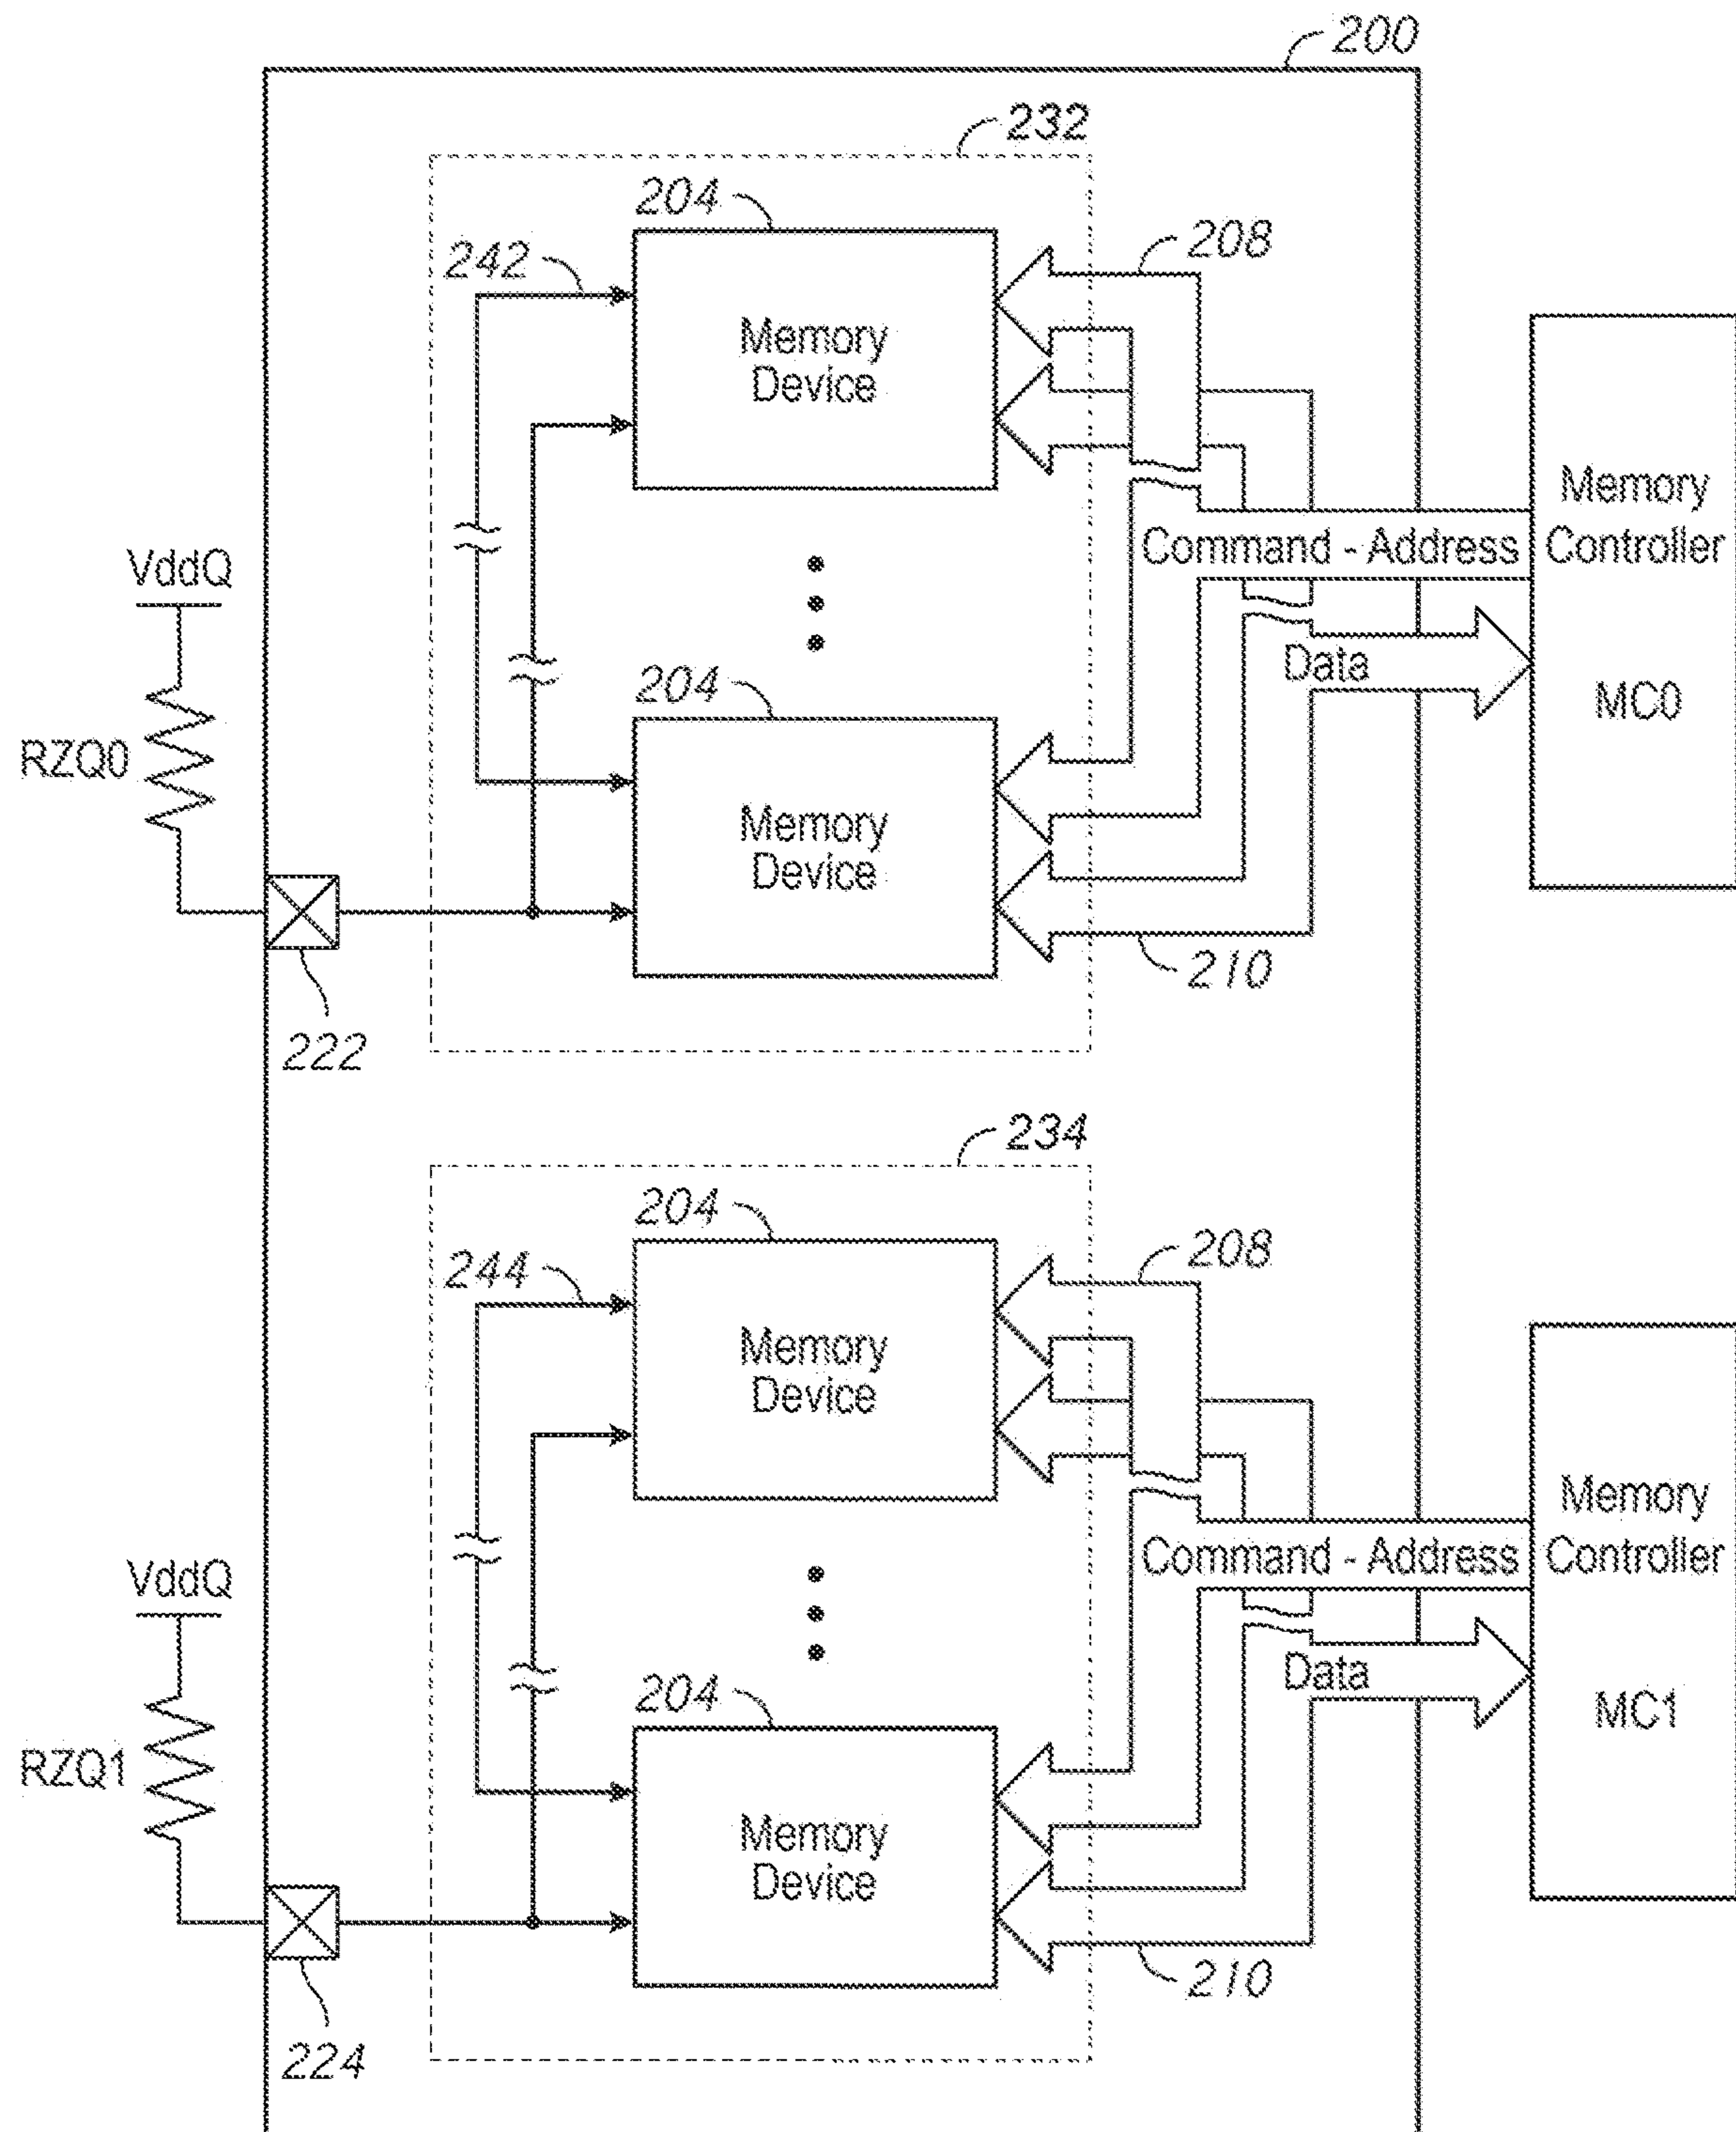 200
232
204
242
208
Memory
Device
Memory
Controller
MC0
Command - Address
VddQ
Data
204
RZQ0
Memory
Device
210
222
234
204
244
208
Memory
Device
Memory
Controller
MC1
Command - Address
VddQ
Data
204
RZQ1
Memory
Device
210
224